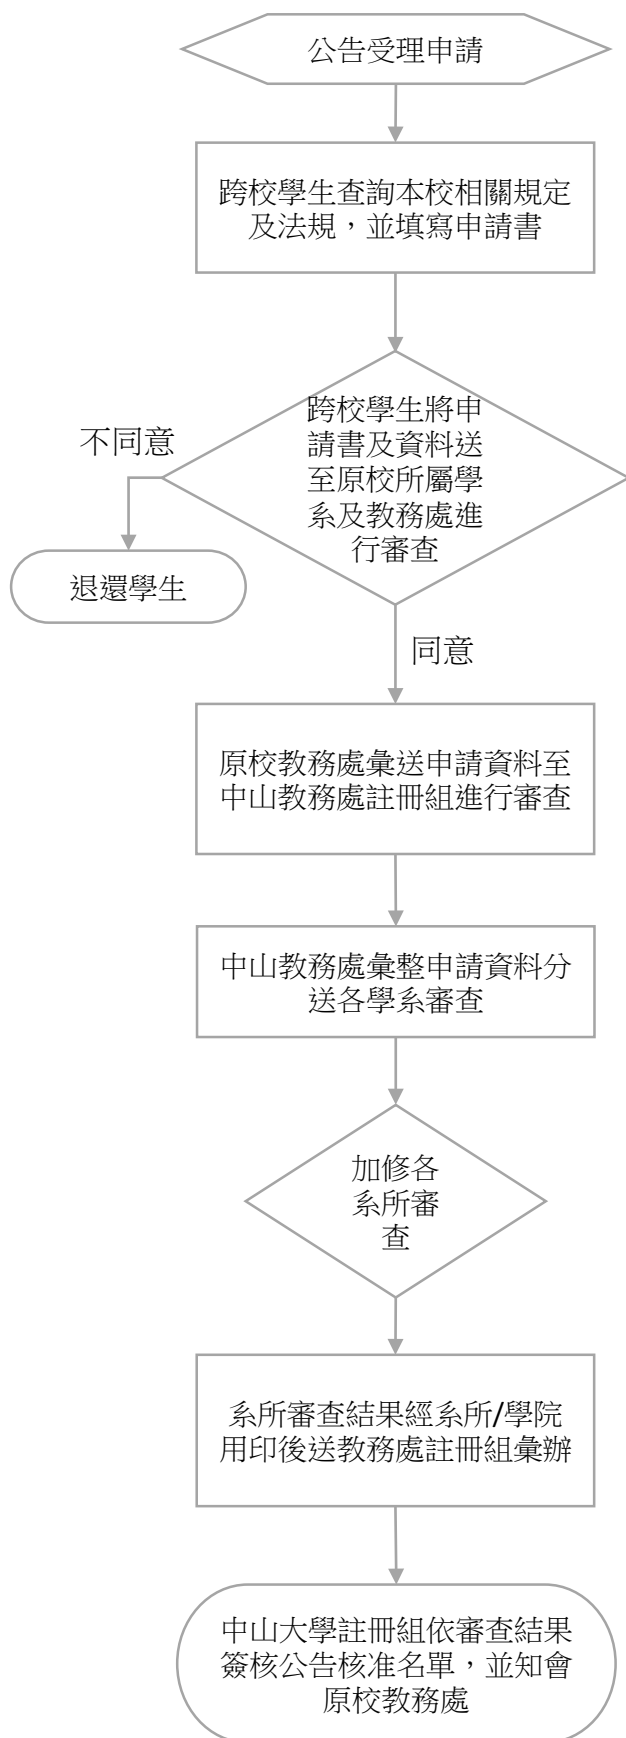 公告受理申請
跨校學生查詢本校相關規定
及法規，並填寫申請書
跨校學生將申
請書及資料送
至原校所屬學
系及教務處進
行審查
不同意
退還學生
同意
原校教務處彙送申請資料至
中山教務處註冊組進行審查
中山教務處彙整申請資料分
送各學系審查
加修各
系所審
查
系所審查結果經系所/學院
用印後送教務處註冊組彙辦
中山大學註冊組依審查結果
簽核公告核准名單，並知會
原校教務處